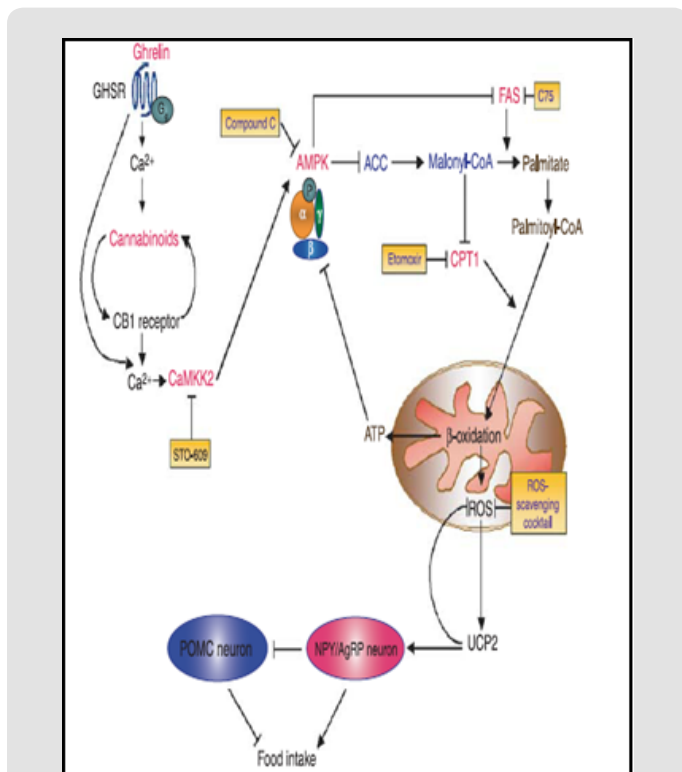 Ghrelin
GHSR
Gq
Ca2+
Cannabinoids
CB1 receptor
Ca2+
CaMKK2
STO-609
Compound C
AMPK
P
α
γ
β
ACC
Malonyl-CoA
FAS
C75
Palmitate
Palmitoyl-CoA
Etomoxir
CPT1
ATP
β-oxidation
ROS
ROS-
scavenging
cocktail
UCP2
NPY/AgRP neuron
POMC neuron
Food intake